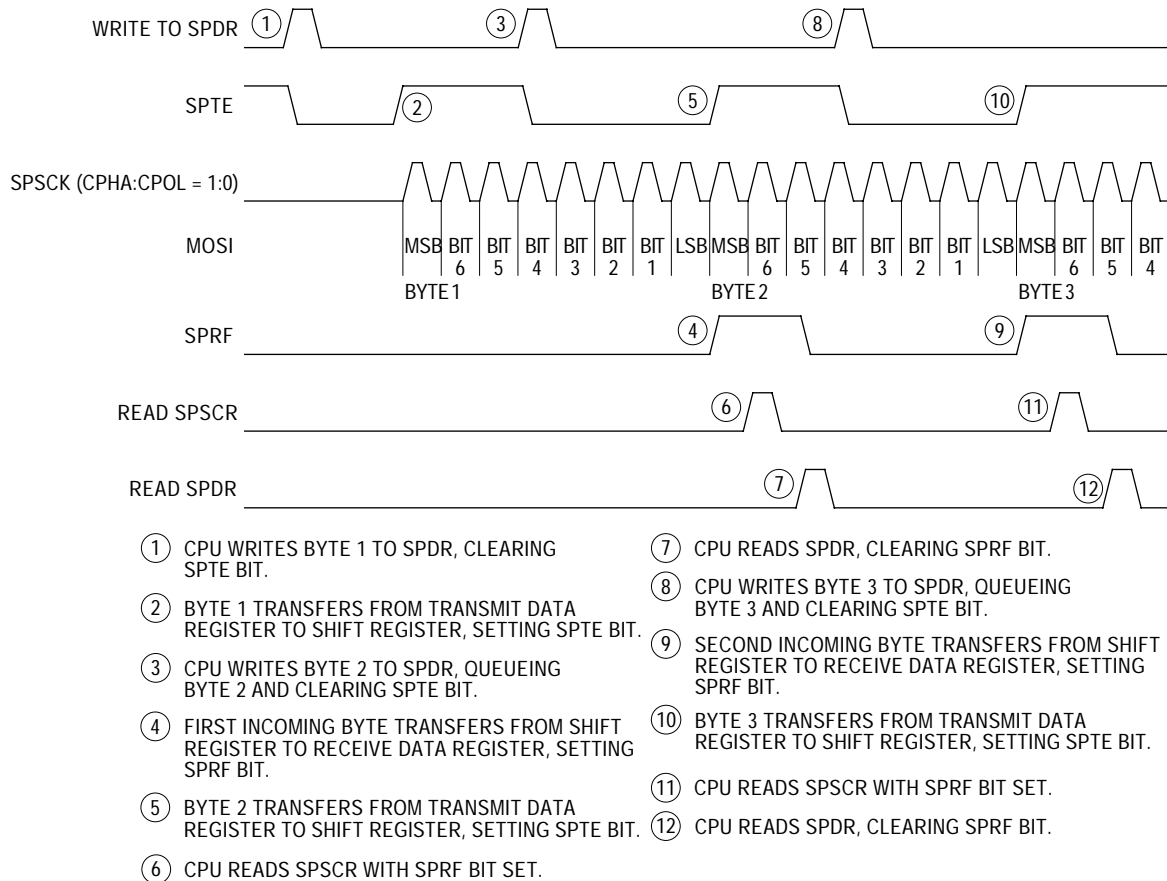 WRITE TO SPDR 1 3 8
SPTE 2 5 10
SPSCK (CPHA:CPOL = 1:0)
MOSI MSB BIT 6 BIT 5 BIT 4 BIT 3 BIT 2 BIT 1 LSB MSB BIT 6 BIT 5 BIT 4 BIT 3 BIT 2 BIT 1 LSB MSB BIT 6 BIT 5 BIT 4
BYTE 1 BYTE 2 BYTE 3
SPRF 4 9
READ SPSCR 6 11
READ SPDR 7 12
1 CPU WRITES BYTE 1 TO SPDR, CLEARING
SPTE BIT.
2 BYTE 1 TRANSFERS FROM TRANSMIT DATA
REGISTER TO SHIFT REGISTER, SETTING SPTE BIT.
3 CPU WRITES BYTE 2 TO SPDR, QUEUEING
BYTE 2 AND CLEARING SPTE BIT.
4 FIRST INCOMING BYTE TRANSFERS FROM SHIFT
REGISTER TO RECEIVE DATA REGISTER, SETTING
SPRF BIT.
5 BYTE 2 TRANSFERS FROM TRANSMIT DATA
REGISTER TO SHIFT REGISTER, SETTING SPTE BIT.
6 CPU READS SPSCR WITH SPRF BIT SET.
7 CPU READS SPDR, CLEARING SPRF BIT.
8 CPU WRITES BYTE 3 TO SPDR, QUEUEING
BYTE 3 AND CLEARING SPTE BIT.
9 SECOND INCOMING BYTE TRANSFERS FROM SHIFT
REGISTER TO RECEIVE DATA REGISTER, SETTING
SPRF BIT.
10 BYTE 3 TRANSFERS FROM TRANSMIT DATA
REGISTER TO SHIFT REGISTER, SETTING SPTE BIT.
11 CPU READS SPSCR WITH SPRF BIT SET.
12 CPU READS SPDR, CLEARING SPRF BIT.